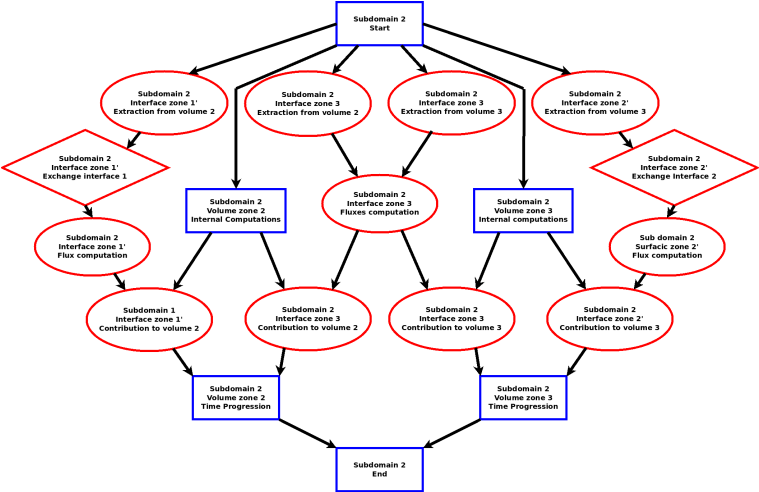 Subdomain 2
Start
Subdomain 2
Interface zone 1'
Extraction from volume 2
Subdomain 2
Interface zone 3
Extraction from volume 2
Subdomain 2
Interface zone 3
Extraction from volume 3
Subdomain 2
Interface zone 2'
Extraction from volume 3
Subdomain 2
Interface zone 1'
Exchange interface 1
Subdomain 2
Interface zone 2'
Exchange Interface 2
Subdomain 2
Volume zone 2
Internal Computations
Subdomain 2
Interface zone 3
Fluxes computation
Subdomain 2
Volume zone 3
Internal computations
Subdomain 2
Interface zone 1'
Flux computation
Sub domain 2
Surfacic zone 2'
Flux computation
Subdomain 1
Interface zone 1'
Contribution to volume 2
Subdomain 2
Interface zone 3
Contribution to volume 2
Subdomain 2
Interface zone 3
Contribution to volume 3
Subdomain 2
Interface zone 2'
Contribution to volume 3
Subdomain 2
Volume zone 2
Time Progression
Subdomain 2
Volume zone 3
Time Progression
Subdomain 2
End